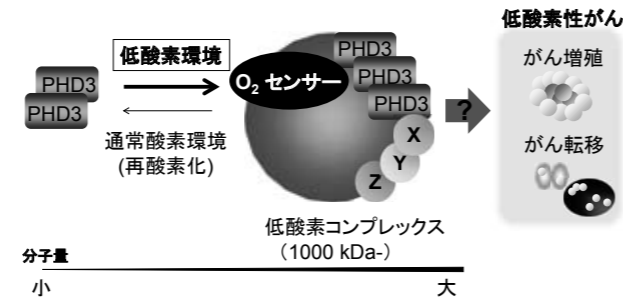 低酸素性がん
低酸素環境
PHD3
PHD3
O2 センサー
PHD3
PHD3
PHD3
通常酸素環境
(再酸素化)
X
Y
Z
?
がん増殖
がん転移
低酸素コンプレックス
（1000 kDa-）
分子量
小
大